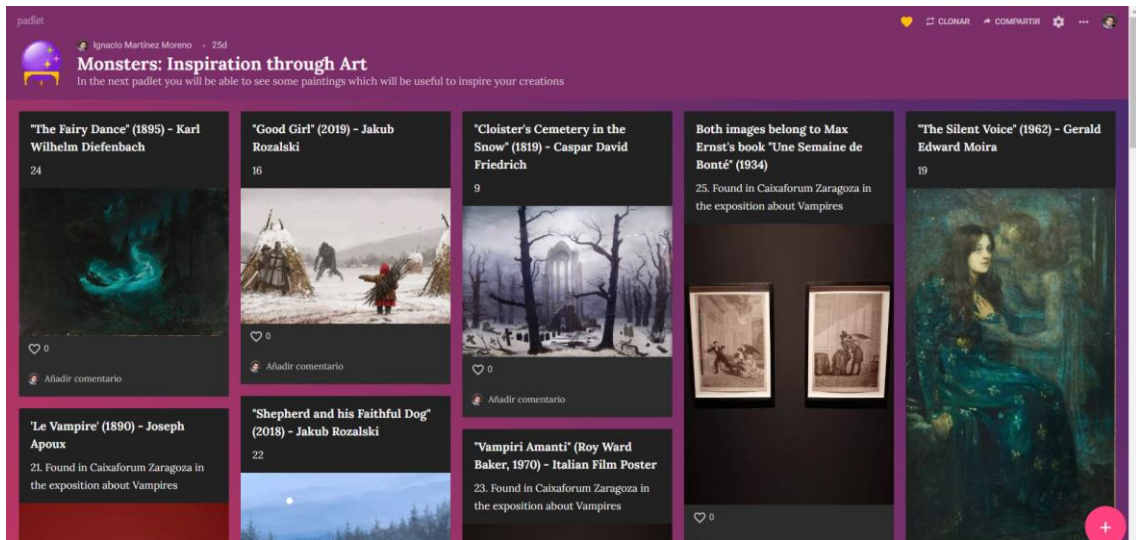 padlet
CLONAR
COMPARTIR
Ignacio Martínez Moreno • 25d
Monsters: Inspiration through Art
In the next padlet you will be able to see some paintings which will be useful to inspire your creations
"The Fairy Dance" (1895) - Karl
Wilhelm Diefenbach
24
0
Añadir comentario
'Le Vampire' (1890) - Joseph
Apoux
21. Found in Caixaforum Zaragoza in
the exposition about Vampires
"Good Girl" (2019) - Jakub
Rozalski
16
0
Añadir comentario
"Shepherd and his Faithful Dog"
(2018) - Jakub Rozalski
22
"Cloister's Cemetery in the
Snow" (1819) - Caspar David
Friedrich
9
0
Añadir comentario
"Vampiri Amanti" (Roy Ward
Baker, 1970) - Italian Film Poster
23. Found in Caixaforum Zaragoza in
the exposition about Vampires
Both images belong to Max
Ernst's book "Une Semaine de
Bonté" (1934)
25. Found in Caixaforum Zaragoza in
the exposition about Vampires
0
"The Silent Voice" (1962) - Gerald
Edward Moira
19